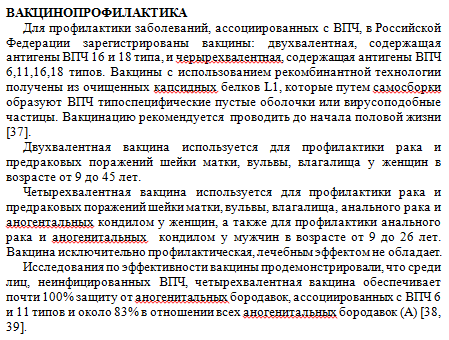 ВАКЦИНОПРОФИЛАКТИКА
Для профилактики заболеваний, ассоциированных с ВПЧ, в Российской
Федерации зарегистрированы вакцины: двухвалентная, содержащая
антигены ВПЧ 16 и 18 типа, и черырехвалентная, содержащая антигены ВПЧ
6,11,16,18 типов. Вакцины с использованием рекомбинантной технологии
получены из очищенных капсидных белков L1, которые путем самосборки
образуют ВПЧ типоспецифические пустые оболочки или вирусоподобные
частицы. Вакцинацию рекомендуется проводить до начала половой жизни
[37].
Двухвалентная вакцина используется для профилактики рака и
предраковых поражений шейки матки, вульвы, влагалища у женщин в
возрасте от 9 до 45 лет.
Четырехвалентная вакцина используется для профилактики рака и
предраковых поражений шейки матки, вульвы, влагалища, анального рака и
аногентальных кондилом у женщин, а также для профилактики анального
рака и аногенитальных кондилом у мужчин в возрасте от 9 до 26 лет.
Вакцина исключительно профилактическая, лечебным эффектом не обладает.
Исследования по эффективности вакцины продемонстрировали, что среди
лиц, неинфицированных ВПЧ, четырехвалентная вакцина обеспечивает
почти 100% защиту от аногенитальных бородавок, ассоциированных с ВПЧ 6
и 11 типов и около 83% в отношении всех аногенитальных бородавок (А) [38,
39].